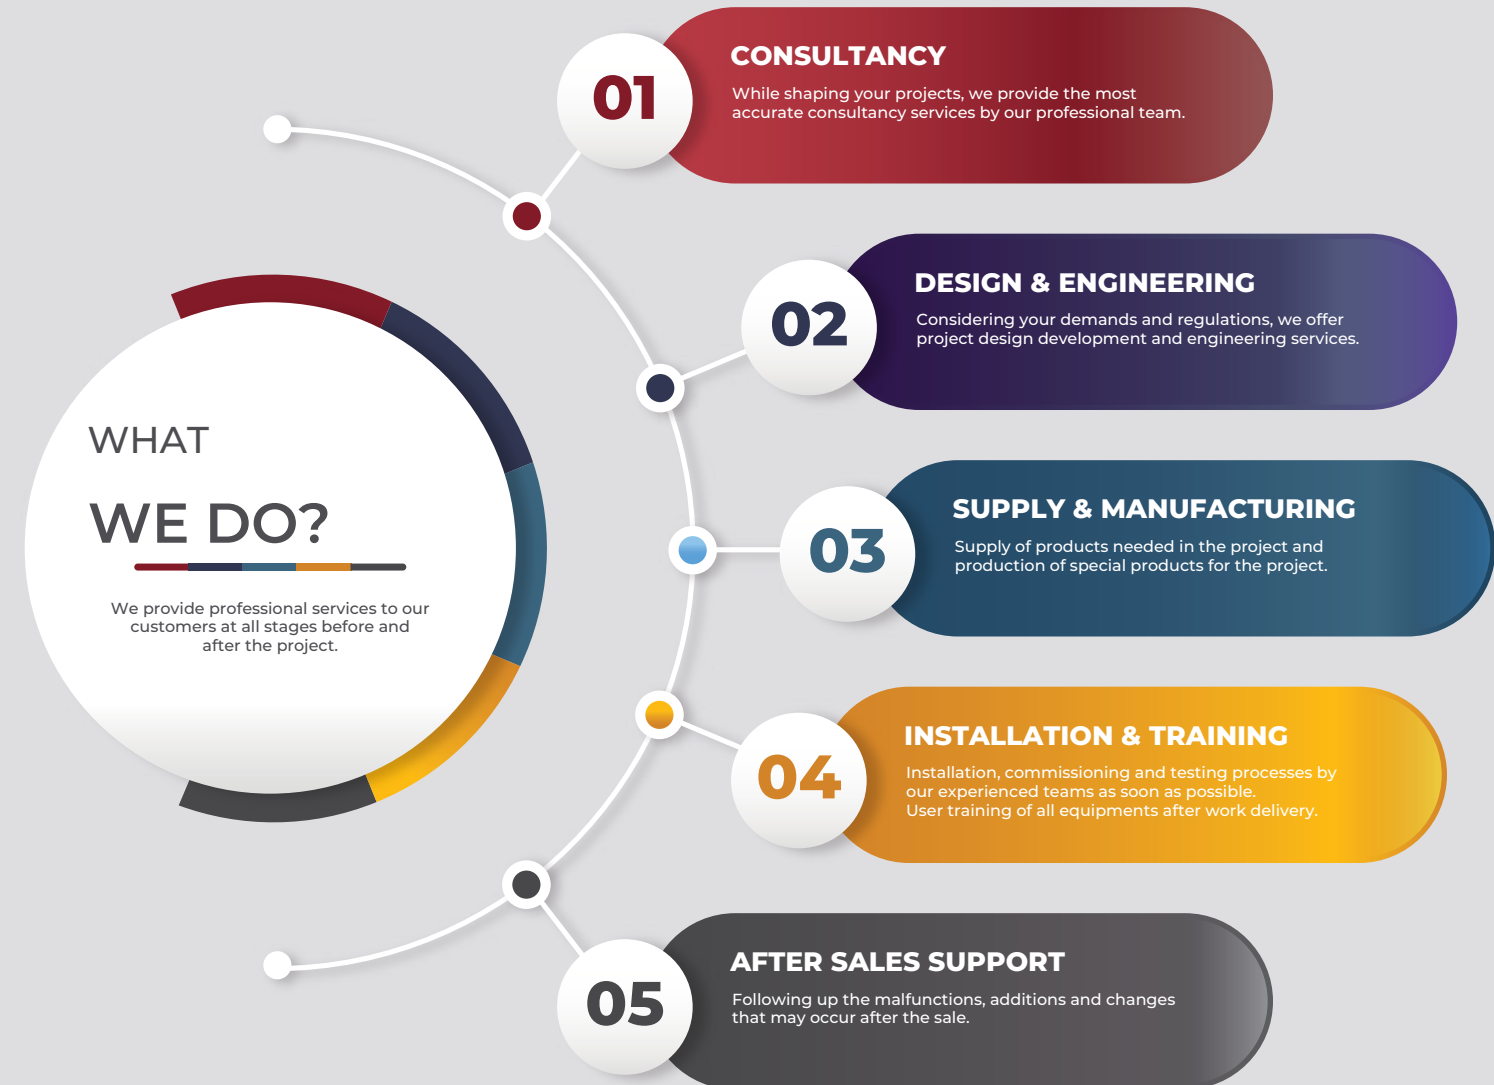 WHAT
WE DO?
We provide professional services to our
customers at all stages before and
after the project.
01
CONSULTANCY
While shaping your projects, we provide the most
accurate consultancy services by our professional team.
02
DESIGN & ENGINEERING
Considering your demands and regulations, we offer
project design development and engineering services.
03
SUPPLY & MANUFACTURING
Supply of products needed in the project and
production of special products for the project.
04
INSTALLATION & TRAINING
Installation, commissioning and testing processes by
our experienced teams as soon as possible.
User training of all equipments after work delivery.
05
AFTER SALES SUPPORT
Following up the malfunctions, additions and changes
that may occur after the sale.